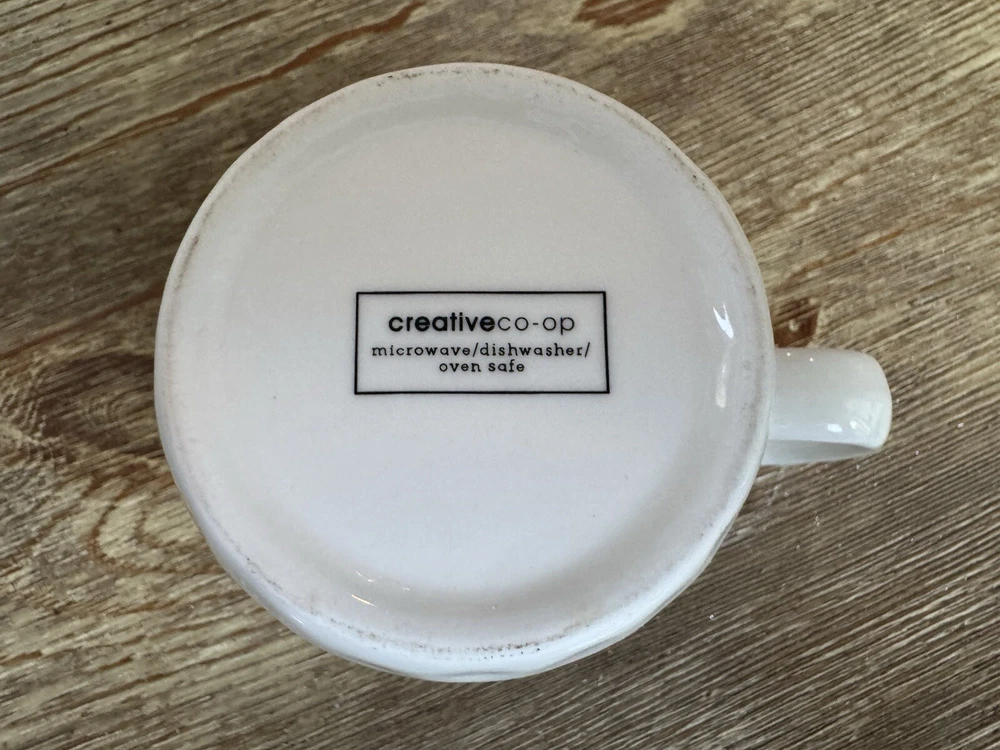 creativeco-op
microwave/dishwasher/
oven safe